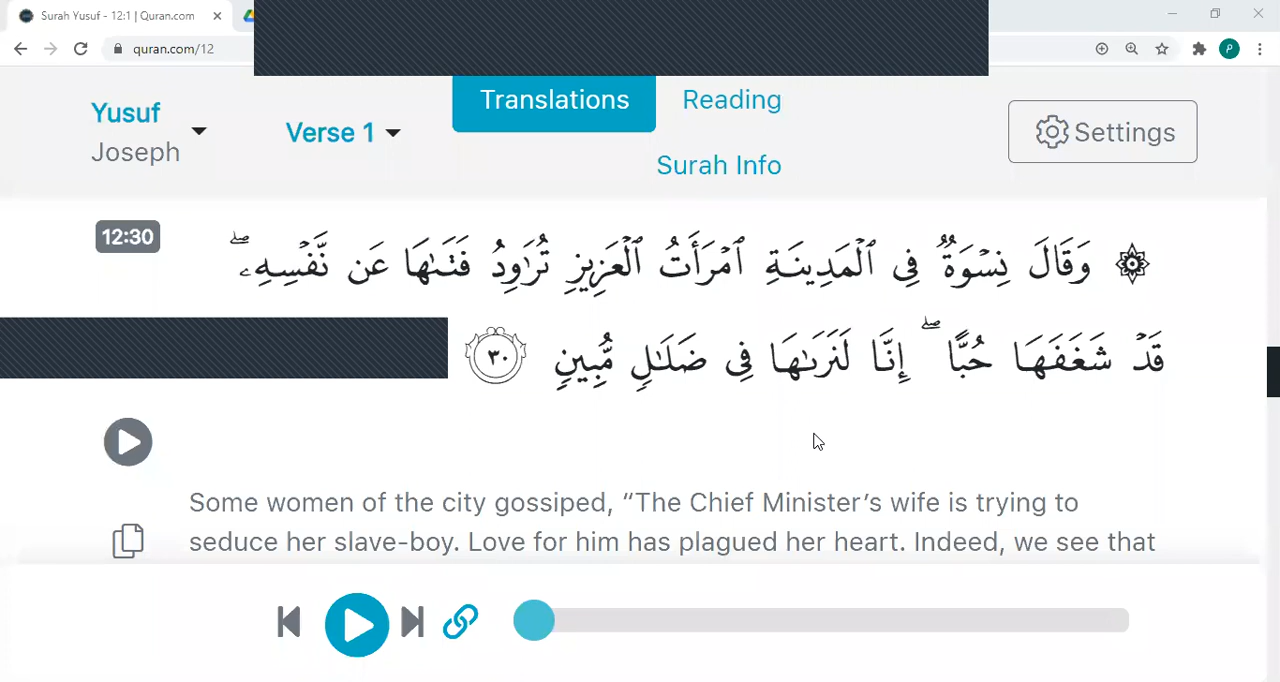 Surah Yusuf - 12:1 | Quran.com
quran.com/12
P
Yusuf
Joseph
Verse 1
Translations
Reading
Surah Info
Settings
12:30
۞ وَقَالَ نِسْوَةٌ فِى ٱلْمَدِينَةِ ٱمْرَأَتُ ٱلْعَزِيزِ تُرَٰوِدُ فَتَىٰهَا عَن نَّفْسِهِۦ ۖ
قَدْ شَغَفَهَا حُبًّا ۖ إِنَّا لَنَرَىٰهَا فِى ضَلَـٰلٍ مُّبِينٍ ٣٠
Some women of the city gossiped, “The Chief Minister’s wife is trying to
seduce her slave-boy. Love for him has plagued her heart. Indeed, we see that